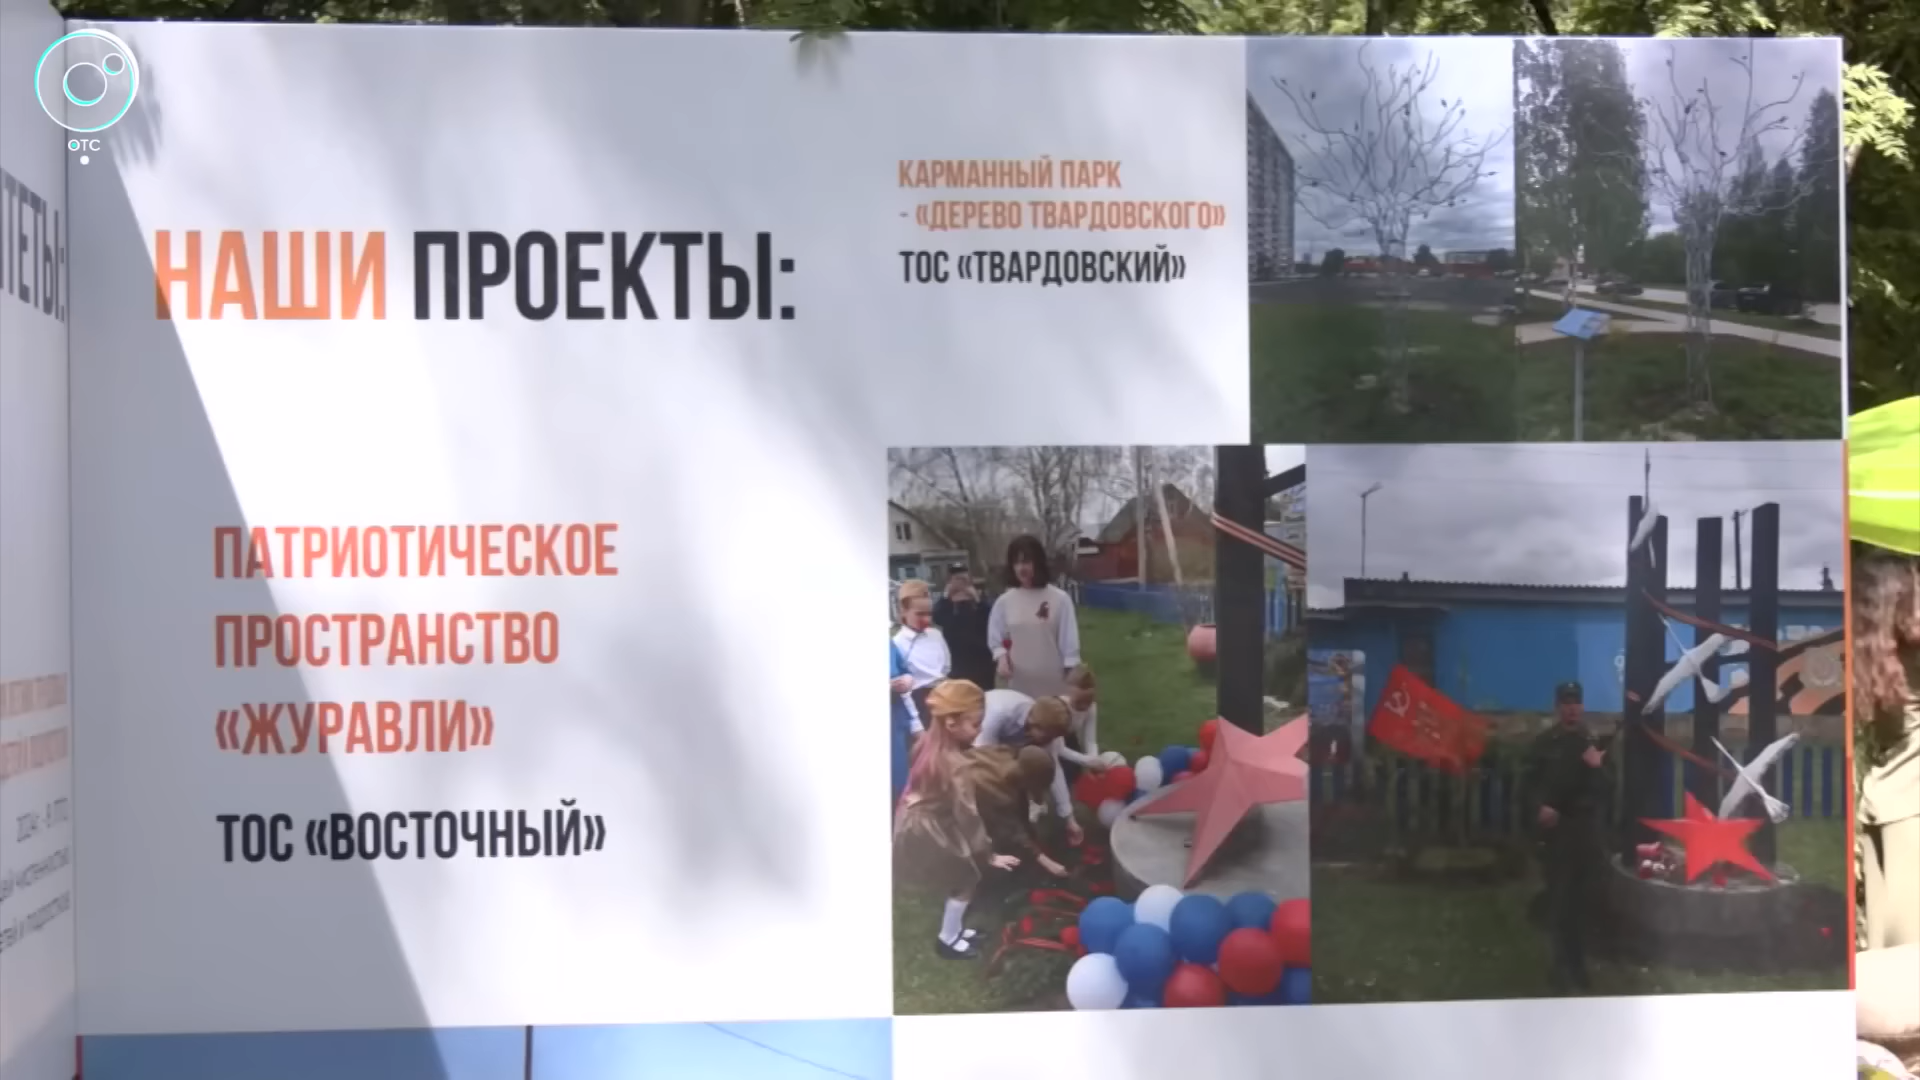 ОТС
НАШИ ПРОЕКТЫ:
КАРМАННЫЙ ПАРК
- «ДЕРЕВО ТВАРДОВСКОГО»
ТОС «ТВАРДОВСКИЙ»
ПАТРИОТИЧЕСКОЕ
ПРОСТРАНСТВО
«ЖУРАВЛИ»
ТОС «ВОСТОЧНЫЙ»